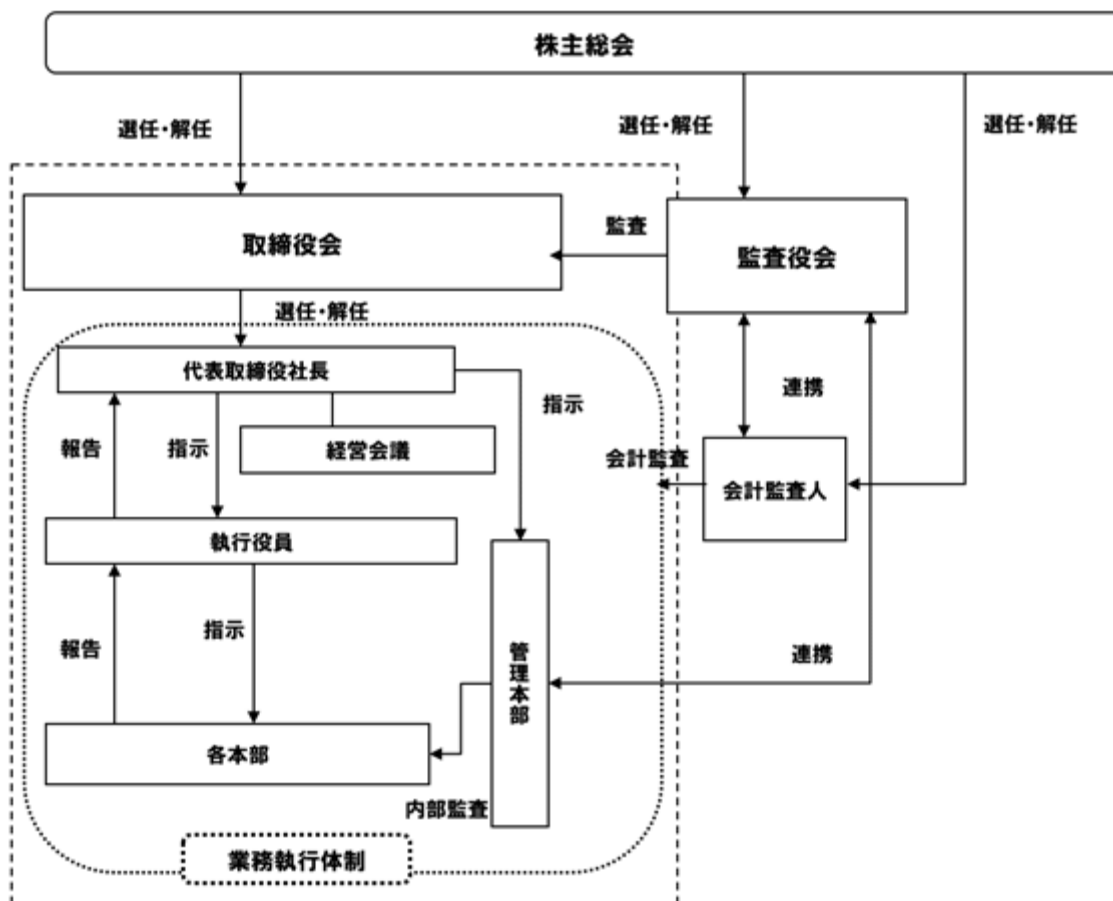 株主総会
選任・解任
選任・解任
選任・解任
取締役会
監査
監査役会
選任・解任
代表取締役社長
指示
連携
報告
指示
経営会議
会計監査
会計監査人
執行役員
報告
指示
管理本部
連携
各本部
内部監査
業務執行体制